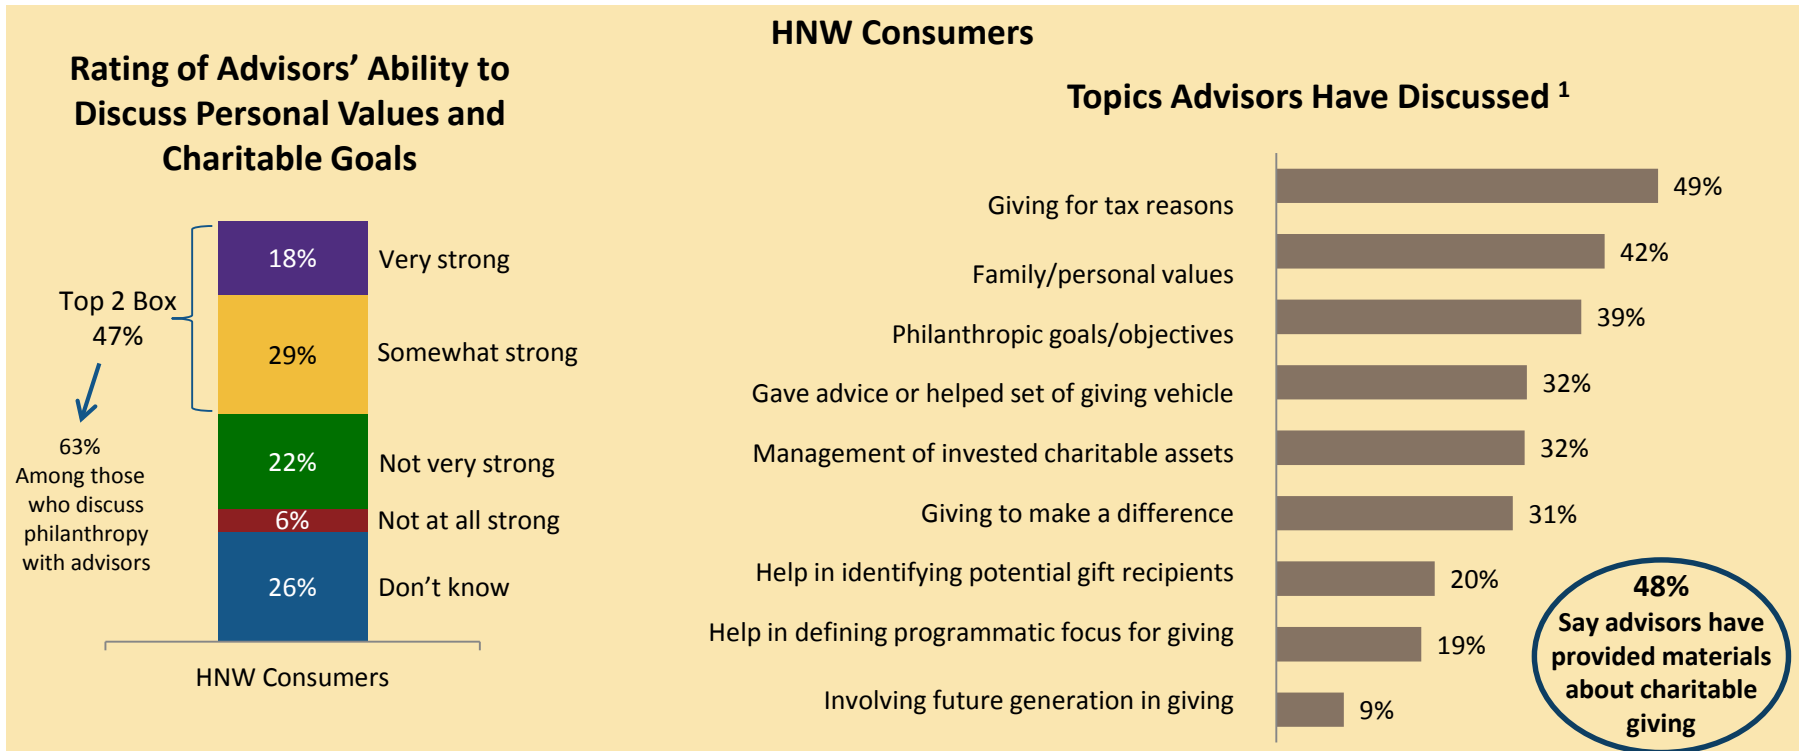 HNW Consumers
Rating of Advisors’ Ability to
Discuss Personal Values and
Charitable Goals
18%
Very strong
Top 2 Box
47%
29%
Somewhat strong
63%
Among those
who discuss
philanthropy
with advisors
22%
Not very strong
6%
Not at all strong
26%
Don’t know
HNW Consumers
Topics Advisors Have Discussed 1
Giving for tax reasons
49%
Family/personal values
42%
Philanthropic goals/objectives
39%
Gave advice or helped set of giving vehicle
32%
Management of invested charitable assets
32%
Giving to make a difference
31%
Help in identifying potential gift recipients
20%
Help in defining programmatic focus for giving
19%
Involving future generation in giving
9%
48%
Say advisors have
provided materials
about charitable
giving